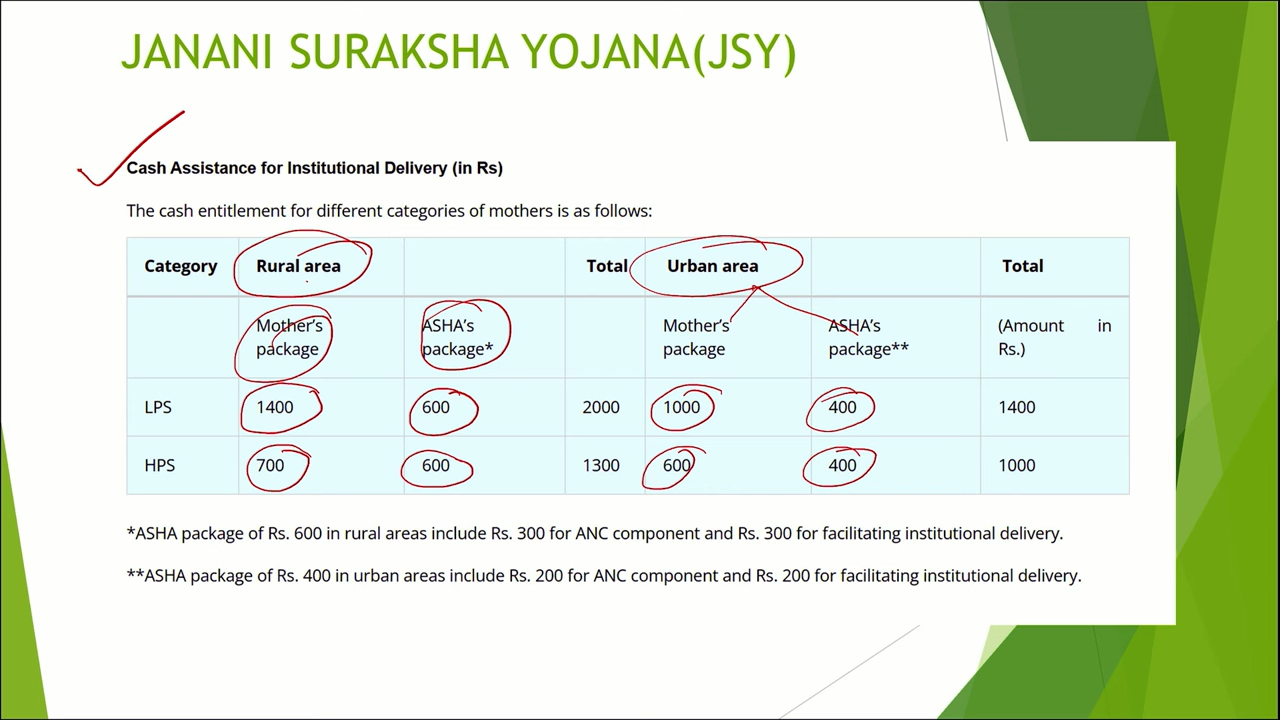 JANANI SURAKSHA YOJANA(JSY)
Cash Assistance for Institutional Delivery (in Rs)
The cash entitlement for different categories of mothers is as follows:
Category Rural area Total Urban area Total
Mother's ASHA's Mother's ASHA's (Amount in
package package* package package** Rs.)
LPS 1400 600 2000 1000 400 1400
HPS 700 600 1300 600 400 1000
*ASHA package of Rs. 600 in rural areas include Rs. 300 for ANC component and Rs. 300 for facilitating institutional delivery.
**ASHA package of Rs. 400 in urban areas include Rs. 200 for ANC component and Rs. 200 for facilitating institutional delivery.